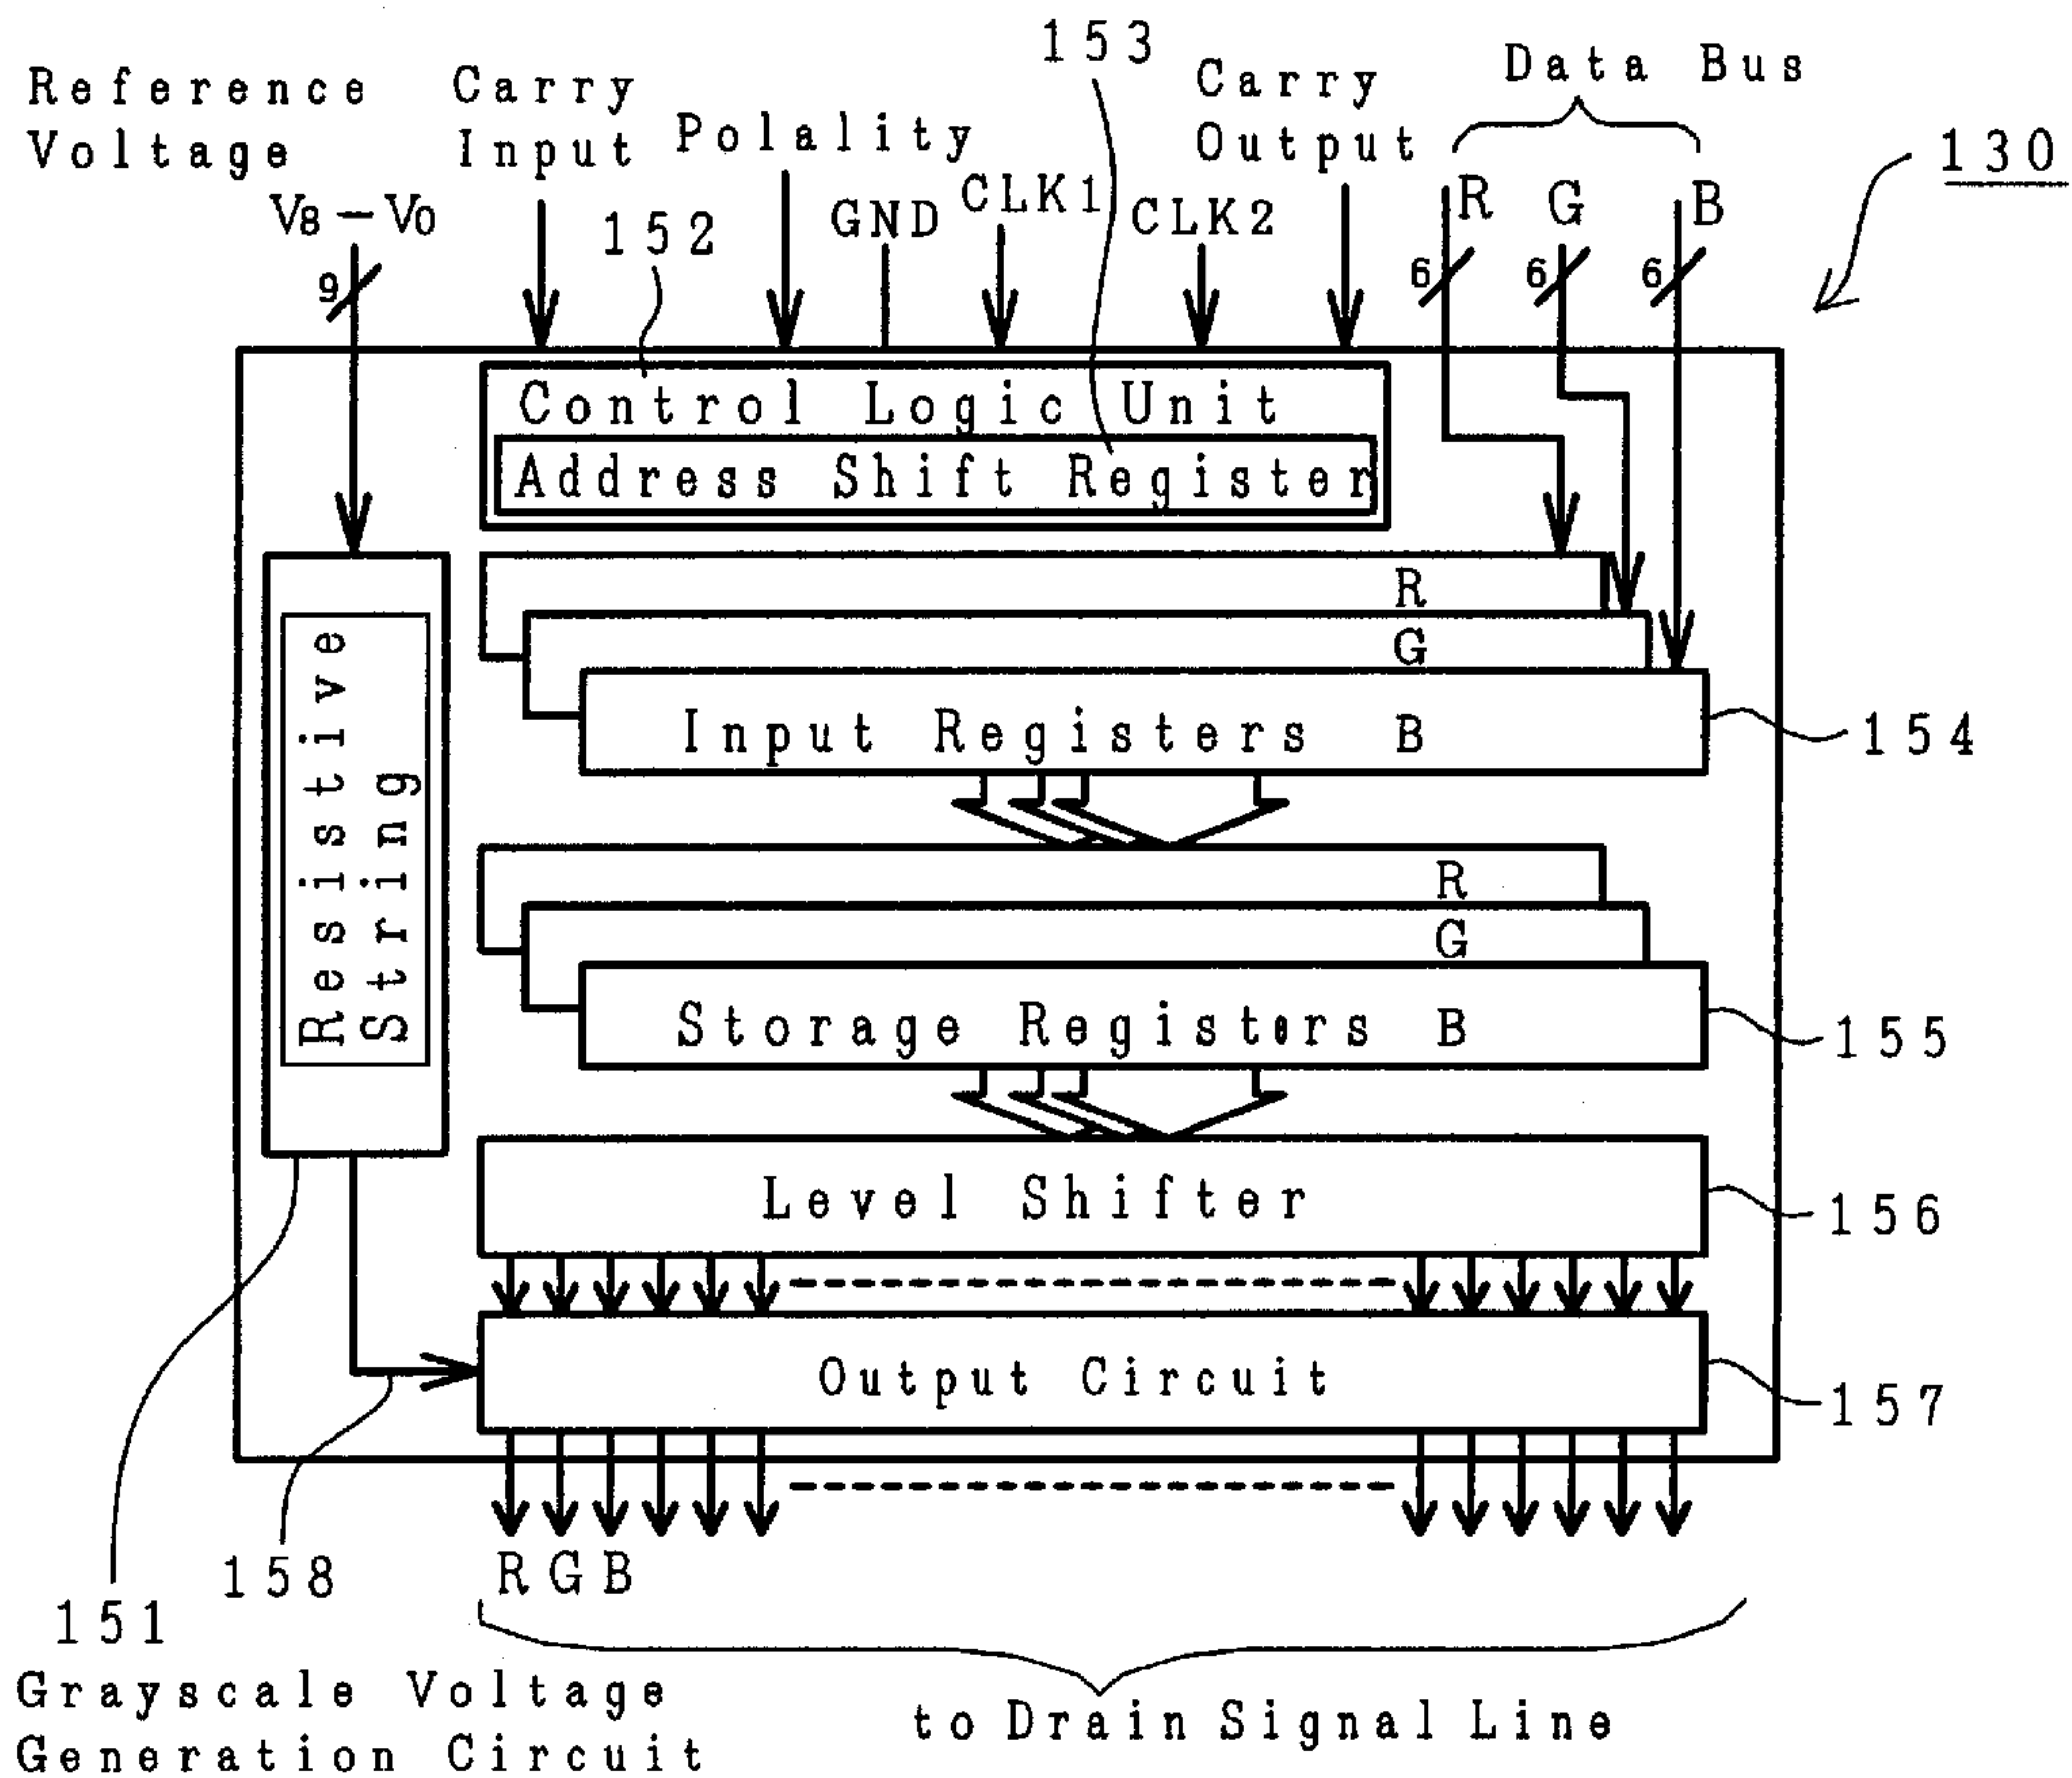 153
Reference Voltage
Carry Input
Polality
Carry Output
Data Bus
130
V8-V0
152
GND
CLK1
CLK2
R
G
B
9
6
6
6
Control Logic Unit
Address Shift Register
R
G
Input Registers B
154
Resistive String
R
G
Storage Registers B
155
Level Shifter
156
Output Circuit
157
R G B
158
151
Grayscale Voltage
Generation Circuit
to Drain Signal Line